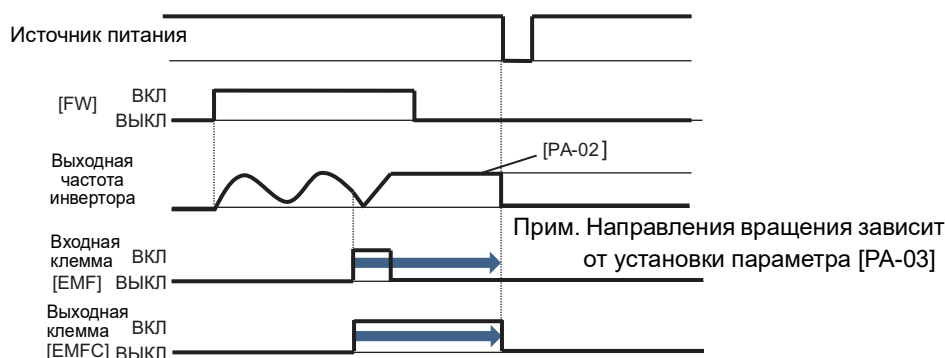 Источник питания
[FW]
ВКЛ
ВЫКЛ
Выходная
частота
инвертора
[PA-02]
Прим. Направления вращения зависит
от установки параметра [PA-03]
Входная
клемма
[EMF]
ВКЛ
ВЫКЛ
Выходная
клемма
[EMFC]
ВКЛ
ВЫКЛ